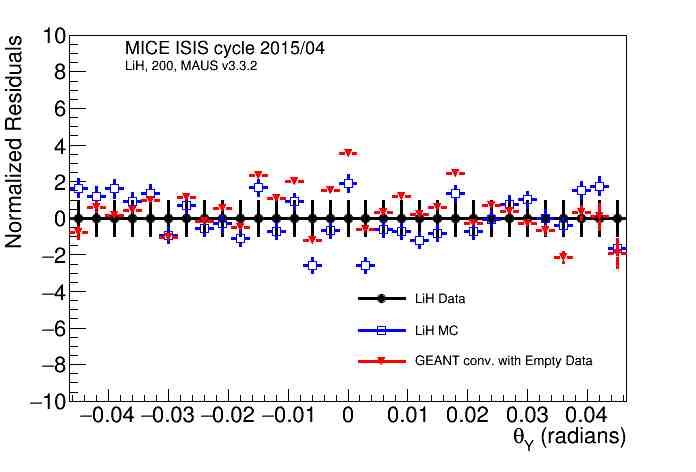 MICE ISIS cycle 2015/04
LiH, 200, MAUS v3.3.2
Normalized Residuals
10
8
6
4
2
0
−2
−4
−6
−8
−10
LiH Data
LiH MC
GEANT conv. with Empty Data
−0.04 −0.03 −0.02 −0.01 0 0.01 0.02 0.03 0.04
θY (radians)